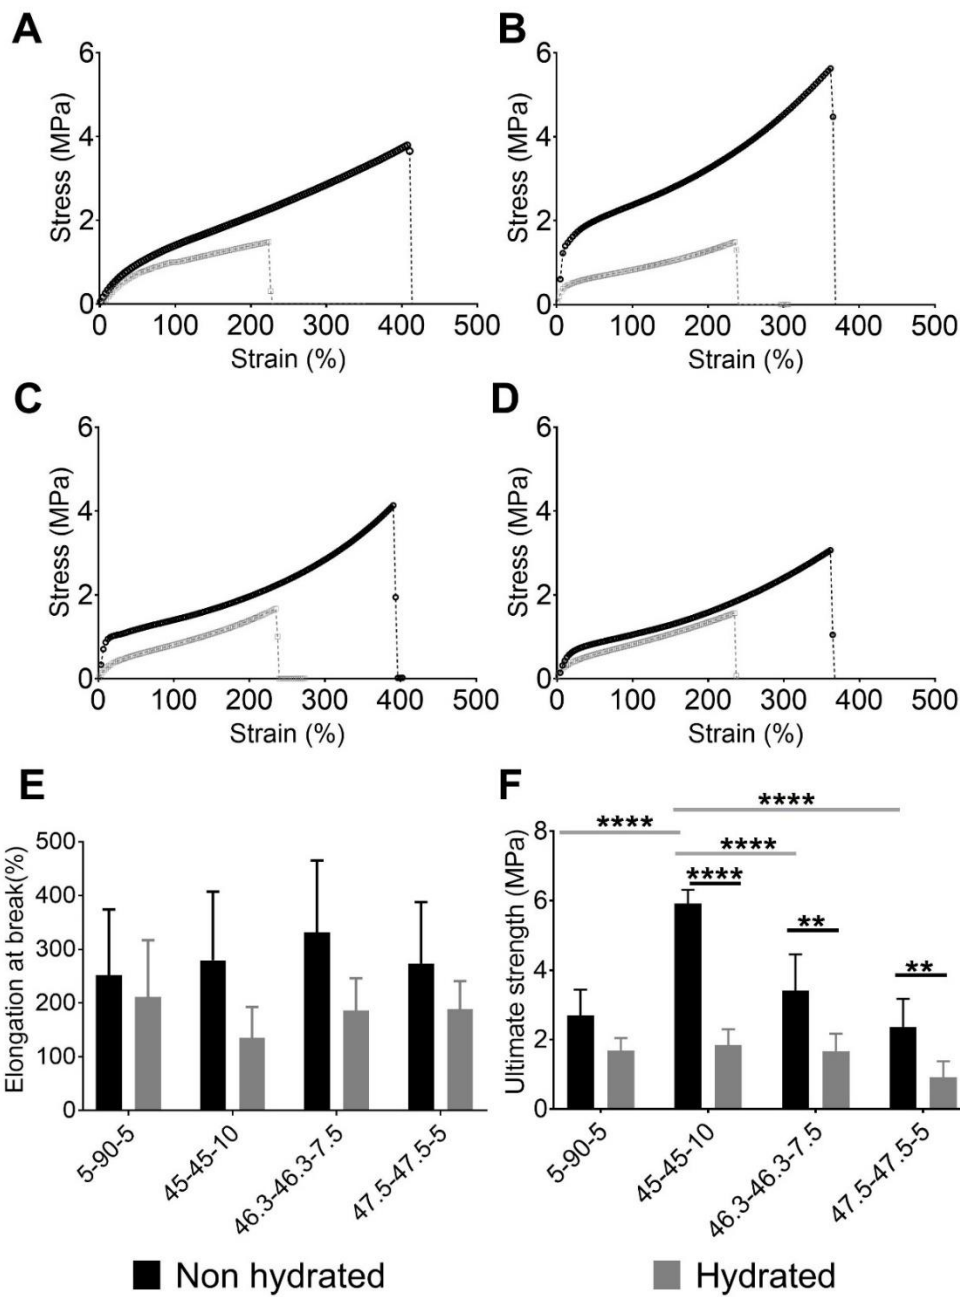 A
B
6
4
2
0
Stress (MPa)
0 100 200 300 400 500
Strain (%)
6
4
2
0
Stress (MPa)
0 100 200 300 400 500
Strain (%)
C
D
6
4
2
0
Stress (MPa)
0 100 200 300 400 500
Strain (%)
6
4
2
0
Stress (MPa)
0 100 200 300 400 500
Strain (%)
E
500
400
300
200
100
0
Elongation at break(%)
5-90-5
45-45-10
46.3-46.3-7.5
47.5-47.5-5
F
****
****
****
****
**
**
8
6
4
2
0
Ultimate strength (MPa)
5-90-5
45-45-10
46.3-46.3-7.5
47.5-47.5-5
Non hydrated
Hydrated